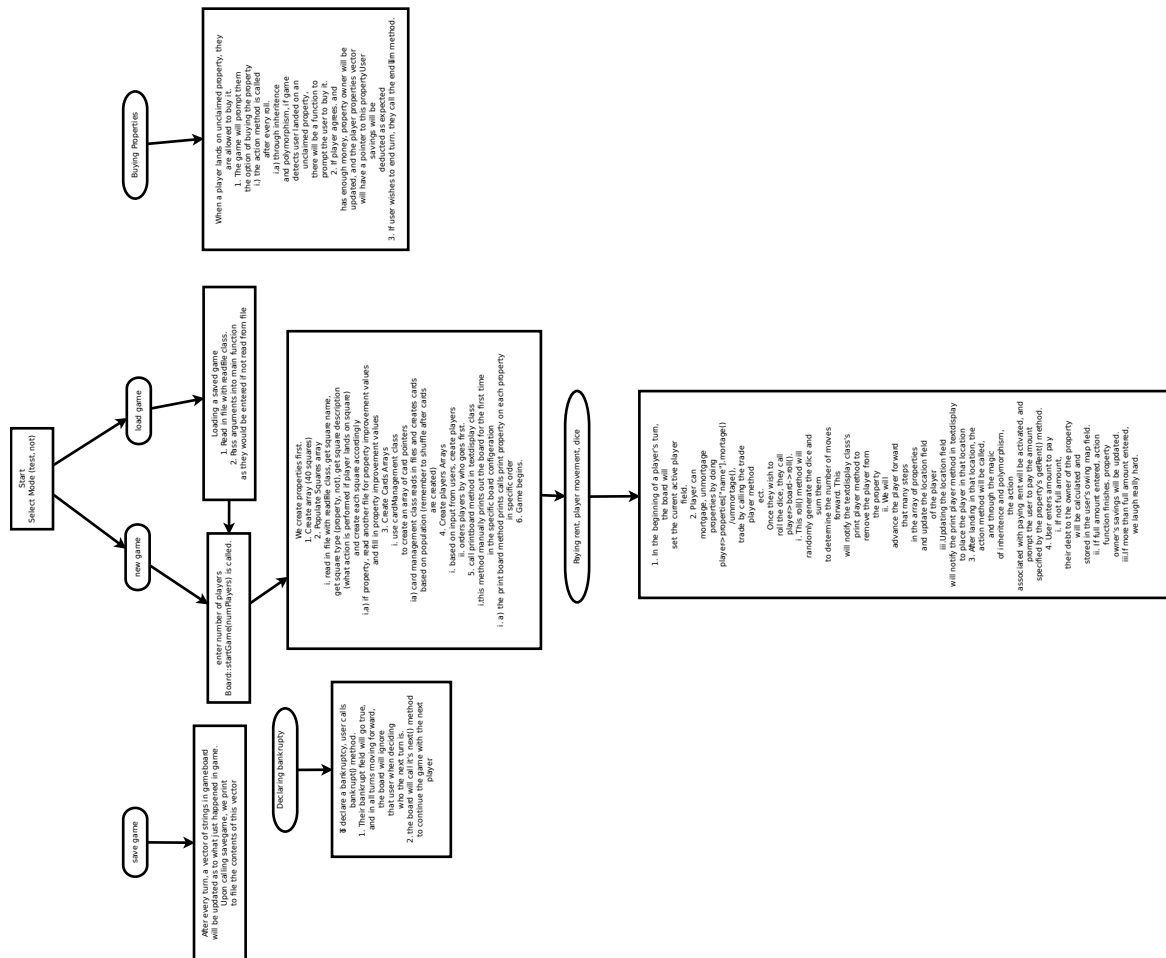 Start
Select Mode (test, not)
save game
new game
load game
Buying Properties
After every turn, a vector of strings in gameboard
will be updated as to what just happened in game.
Upon calling savegame, we print
to file the contents of this vector
enter number of players
Board::startGame(numPlayers) is called.
Loading a saved game
1. Read in file with readfile class.
2. Pass arguments into main function
as they would be entered if not read from file
When a player lands on unclaimed property, they
are allowed to buy it.
1. The game will prompt them
the option of buying the property
i.) the action method is called
after every roll.
i.a) through inheritence
and polymorphism, if game
detects user landed on an
unclaimed property,
there will be a function to
prompt the user to buy it.
2. If player agrees, and
has enough money, property owner will be
updated, and the player properties vector
will have a pointer to this propertyUser
savings will be
deducted as expected
3. If user wishes to end turn, they call the endTurn method.
Declaring bankrupty
To declare a bankruptcy, user calls
bankrupt() method.
1. Their bankrupt field will go true,
and in all turns moving forward,
the board will ignore
that user when deciding
who the next turn is.
2. the board will call it's next() method
to continue the game with the next
player
We create properties first.
1. Create array (40 squares)
2. Populate Squares array
i. read in file with readfile class, get square name,
get square type (property or not), get square description
(what action is performed if player lands on square)
and create each square accordingly
i.a) if property, read another file for property improvement values
and fill in property improvement values
3. Create Cards Arrays
i. use cardManagement class
to create an array of card pointers
ia) card management class reads in files and creates cards
based on population (remember to shuffle after cards
are created)
4. Create players Arrays
i. based on input from users, create players
ii. orders players by who goes first.
5. call printboard method in textdisplay class
i.this method manually prints out the board for the first time
in the specific board configeration
i. a) the print board method prints calls print property on each property
in specific order
6. Game begins.
Paying rent, player movement, dice
1. In the beginning of a player's turn,
the board will
set the current active player
field.
2. Player can
mortgage, unmortgage
properties by doing
player->properties["name"].mortage()
/unmortage().
trade by calling the trade
player method
ect.
Once they wish to
roll the dice, they call
player->board->roll().
i. This roll() method will
randomly generate the dice and
sum them
to determine the number of moves
forward. This
will notify the textdisplay class's
print player method to
remove the player from
the property
ii. We will
advance the player forward
that many steps
in the array of properties
and update the location field
of the player
iii.Updating the location field
will notify the print player method in textdisplay
to place the player in that location
3. After landing in that location, the
action method will be called,
and through the magic
of inheritence and polymorphism,
the action
associated with paying rent will be activated, and
prompt the user to pay the amount
specified by the property's getRent() method.
4. User enters amount to pay
i. If not full amount,
their debt to the owner of the property
will be calculated and
stored in the user's owing map field.
ii. If full amount entered, action
function finishes, property
owner's savings will be updated.
iii.If more than full amount entered,
we laugh really hard.